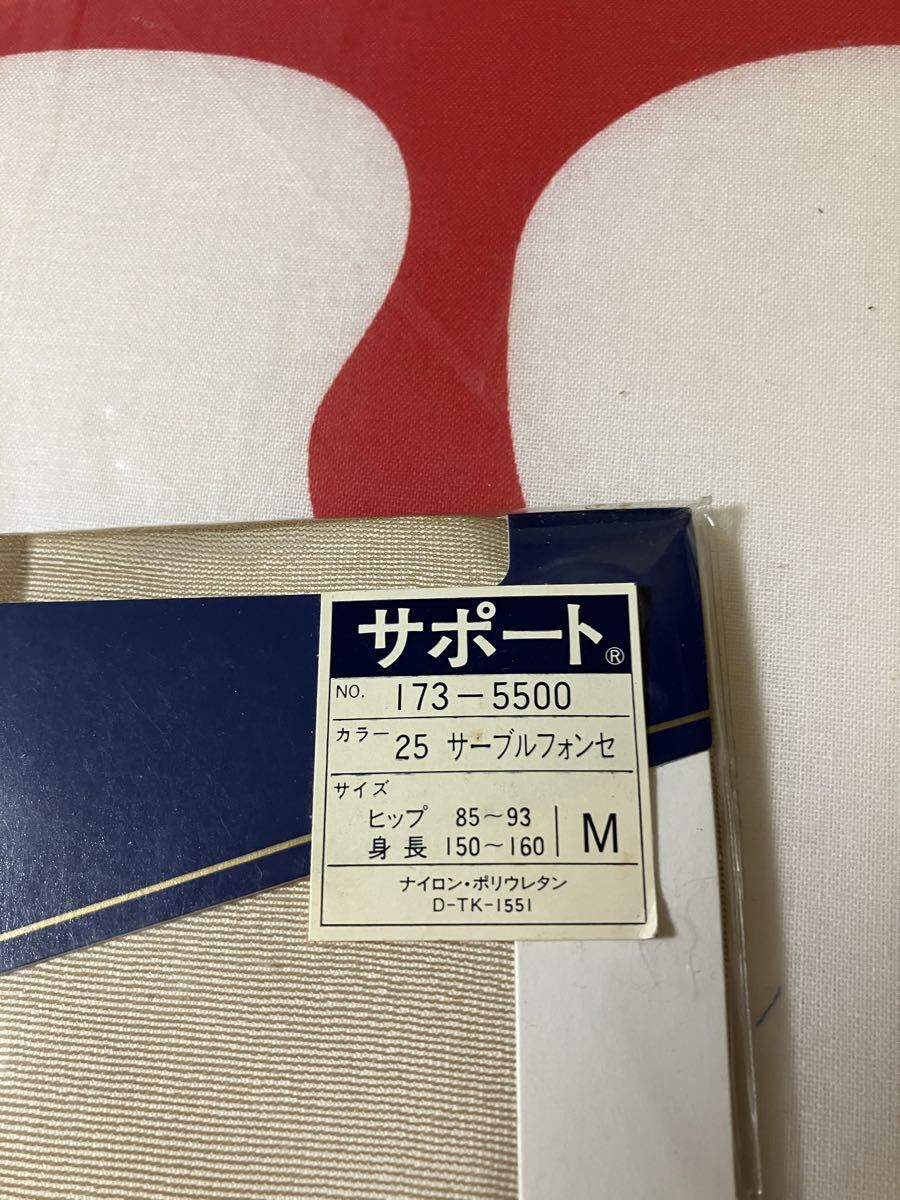 サポート®
NO. 173-5500
カラー 25 サーブルフォンセ
サイズ
ヒップ 85～93
身長 150～160 M
ナイロン・ポリウレタン
D-TK-1551